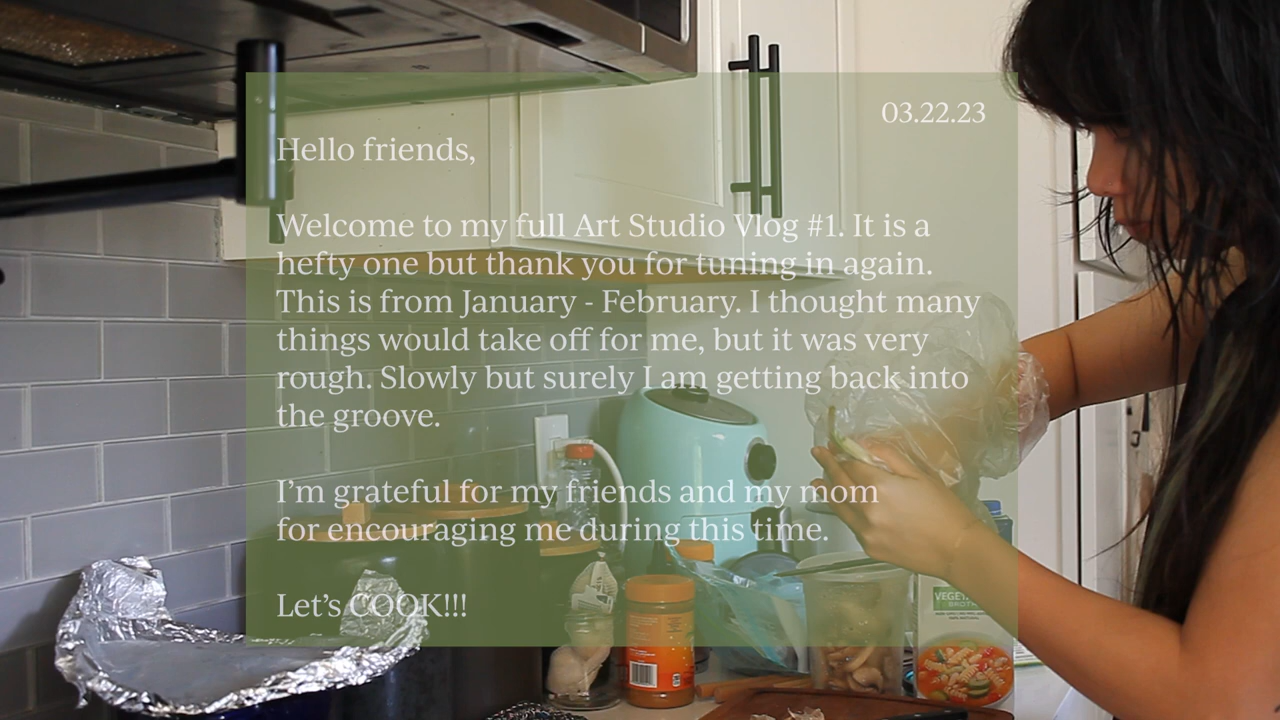 03.22.23
Hello friends,
Welcome to my full Art Studio Vlog #1. It is a
hefty one but thank you for tuning in again.
This is from January - February. I thought many
things would take off for me, but it was very
rough. Slowly but surely I am getting back into
the groove.
I'm grateful for my friends and my mom
for encouraging me during this time.
Let's COOK!!!
BROTH